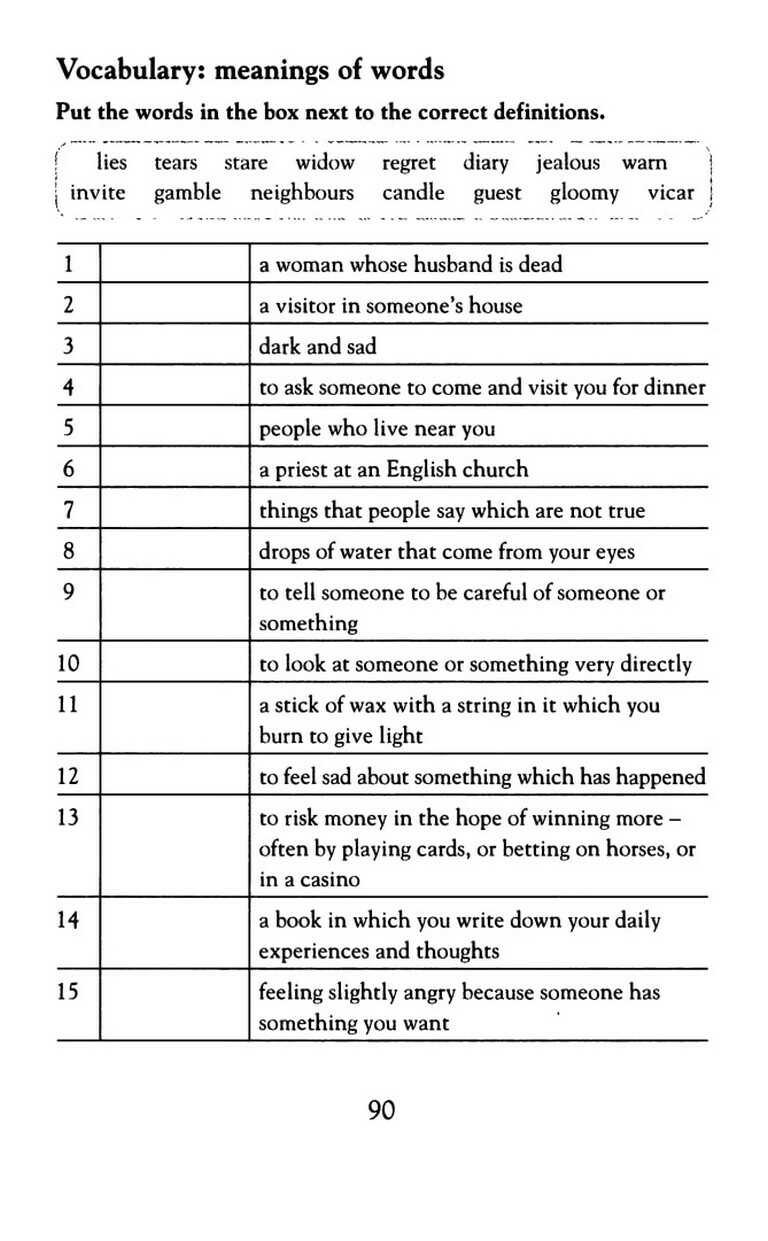 Vocabulary: meanings of words
Put the words in the box next to the correct definitions.
lies tears stare widow regret diary jealous warn
invite gamble neighbours candle guest gloomy vicar
1 a woman whose husband is dead
2 a visitor in someone's house
3 dark and sad
4 to ask someone to come and visit you for dinner
5 people who live near you
6 a priest at an English church
7 things that people say which are not true
8 drops of water that come from your eyes
9 to tell someone to be careful of someone or
something
10 to look at someone or something very directly
11 a stick of wax with a string in it which you
burn to give light
12 to feel sad about something which has happened
13 to risk money in the hope of winning more –
often by playing cards, or betting on horses, or
in a casino
14 a book in which you write down your daily
experiences and thoughts
15 feeling slightly angry because someone has
something you want
90